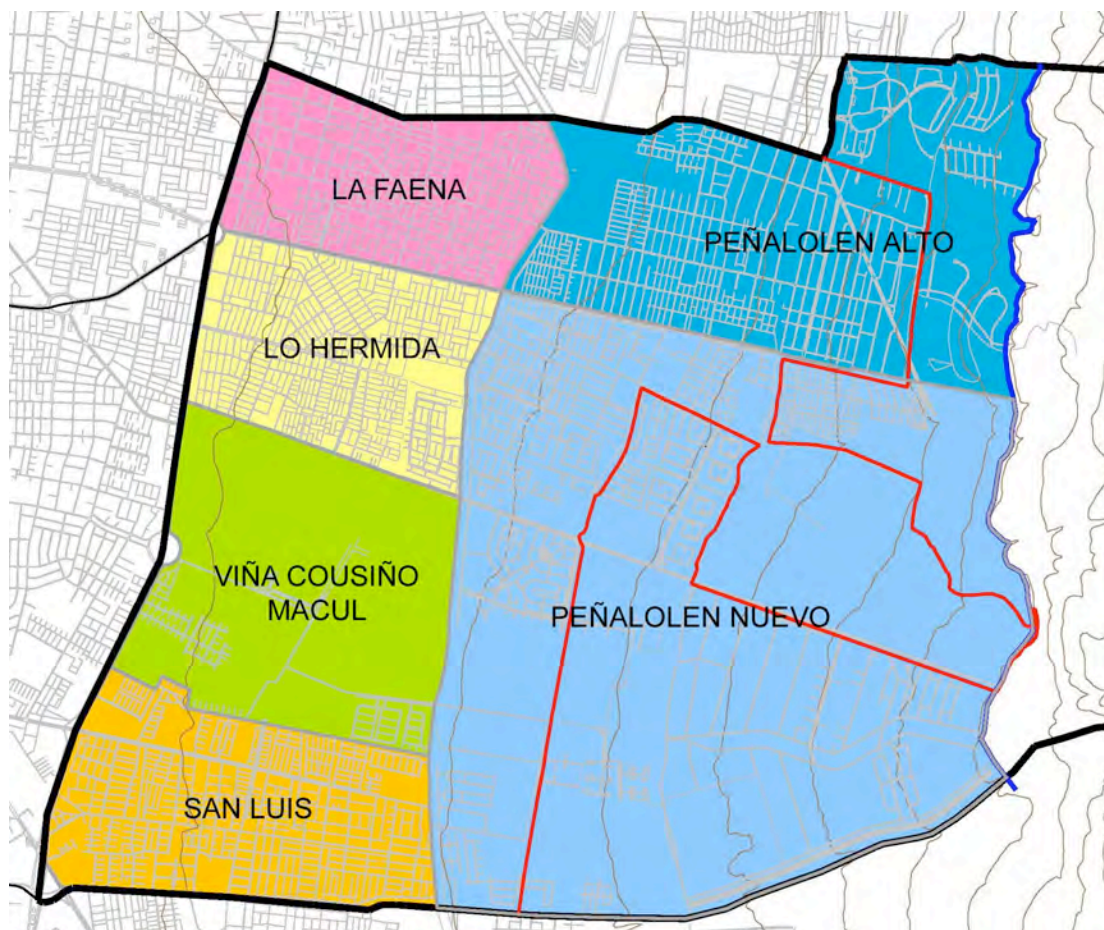 LA FAENA
PEÑALOLEN ALTO
LO HERMIDA
VIÑA COUSIÑO
MACUL
PEÑALOLEN NUEVO
SAN LUIS